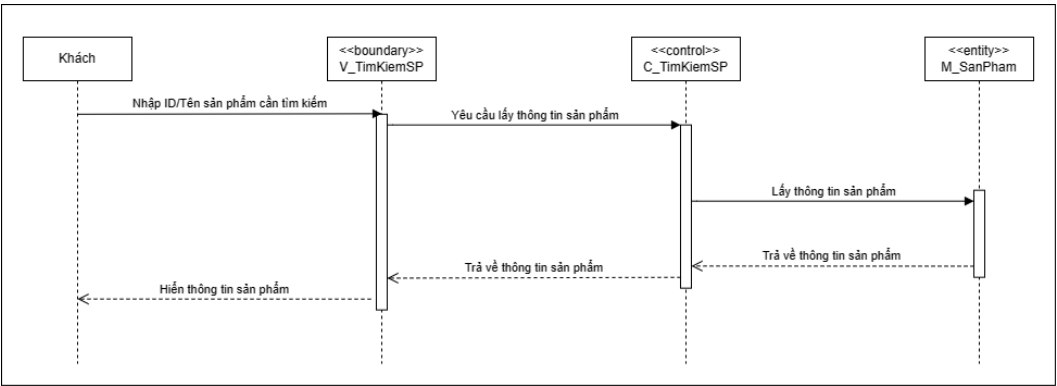 Khách
<<boundary>>
V_TimKiemSP
<<control>>
C_TimKiemSP
<<entity>>
M_SanPham
Nhập ID/Tên sản phẩm cần tìm kiếm
Yêu cầu lấy thông tin sản phẩm
Lấy thông tin sản phẩm
Trả về thông tin sản phẩm
Trả về thông tin sản phẩm
Hiển thông tin sản phẩm